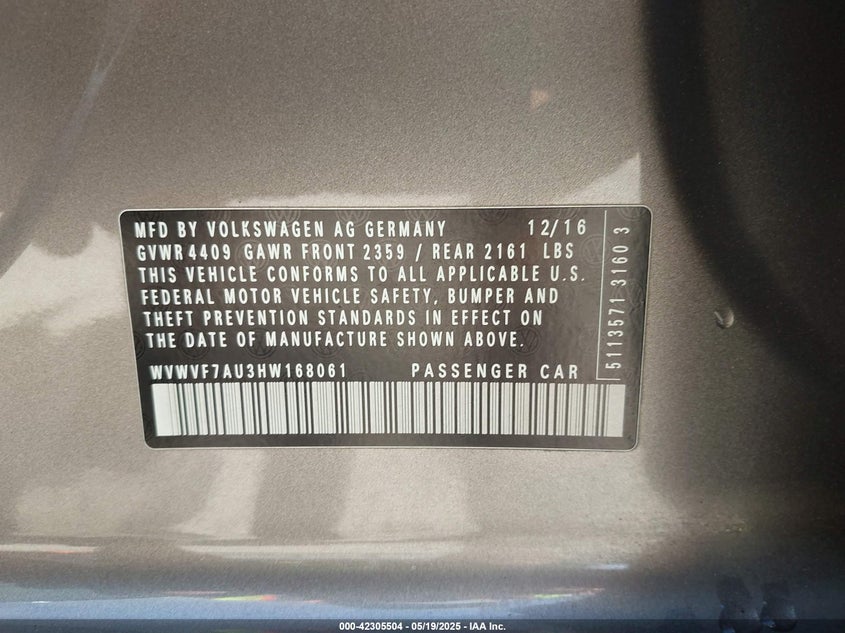 MFD BY VOLKSWAGEN AG GERMANY 12/16
GVWR 4409 GAWR FRONT 2359 / REAR 2161 LBS
THIS VEHICLE CONFORMS TO ALL APPLICABLE U.S.
FEDERAL MOTOR VEHICLE SAFETY, BUMPER AND
THEFT PREVENTION STANDARDS IN EFFECT ON
THE DATE OF MANUFACTURE SHOWN ABOVE.
WVWVF7AU3HW168061 PASSENGER CAR
5113571 3160 3
000-42305504 - 05/19/2025 - IAA Inc.